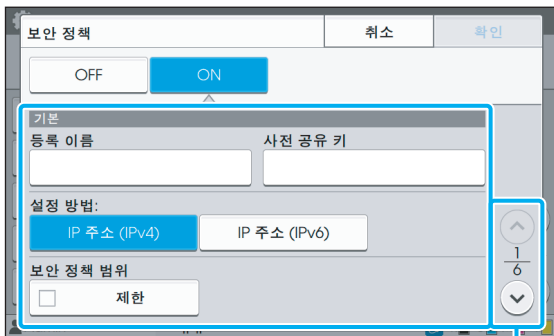 보안 정책
취소
확인
OFF
ON
기본
등록 이름
사전 공유 키
설정 방법:
IP 주소 (IPv4)
IP 주소 (IPv6)
1
6
보안 정책 범위
제한